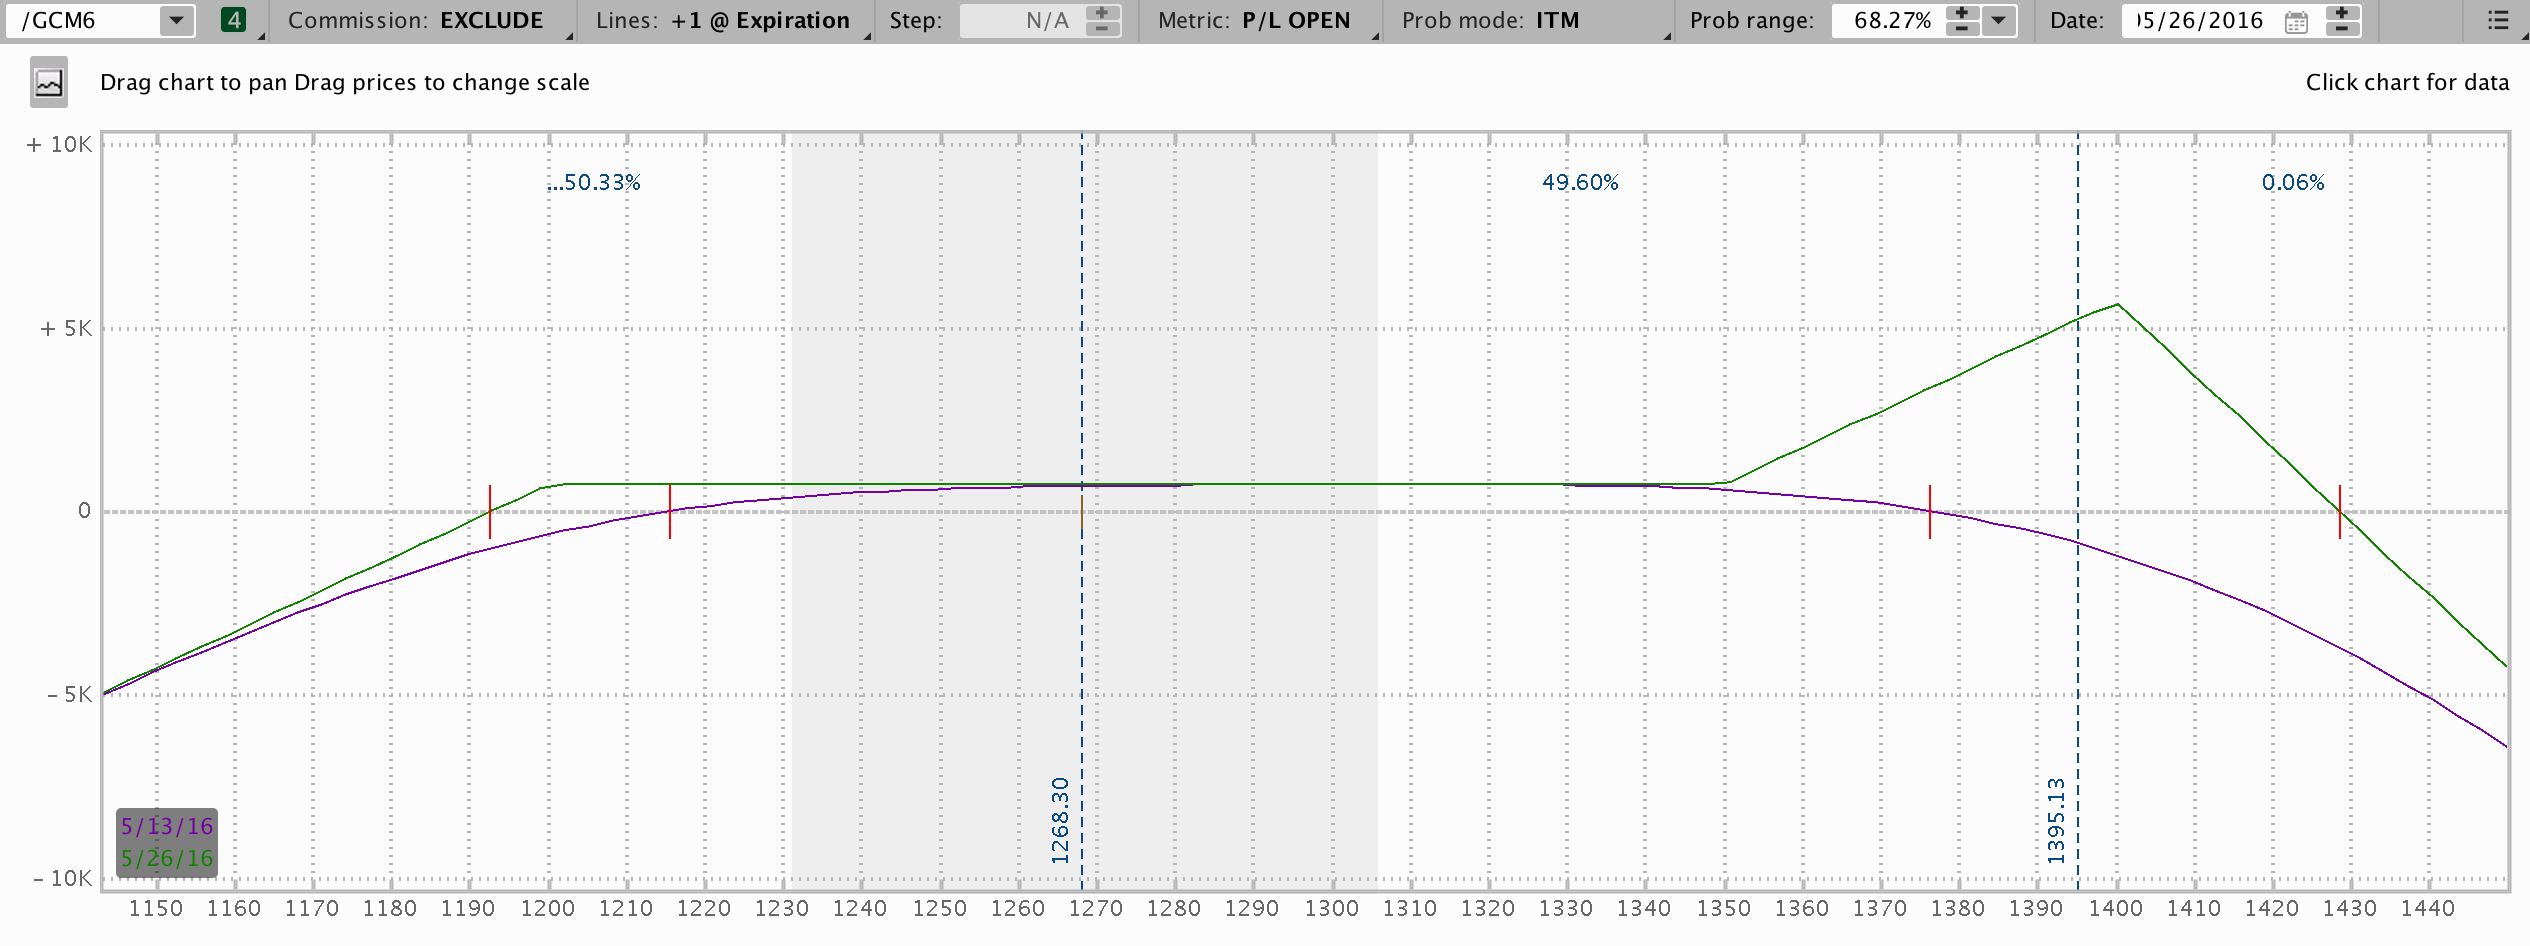 /GCM6 4 Commission: EXCLUDE Lines: +1 @ Expiration Step: N/A Metric: P/L OPEN Prob mode: ITM Prob range: 68.27% Date: 05/26/2016
Drag chart to pan Drag prices to change scale Click chart for data
+ 10K
...50.33% 49.60% 0.06%
+ 5K
0
- 5K
1268.30
1395.13
5/13/16
5/26/16
- 10K
1150 1160 1170 1180 1190 1200 1210 1220 1230 1240 1250 1260 1270 1280 1290 1300 1310 1320 1330 1340 1350 1360 1370 1380 1390 1400 1410 1420 1430 1440